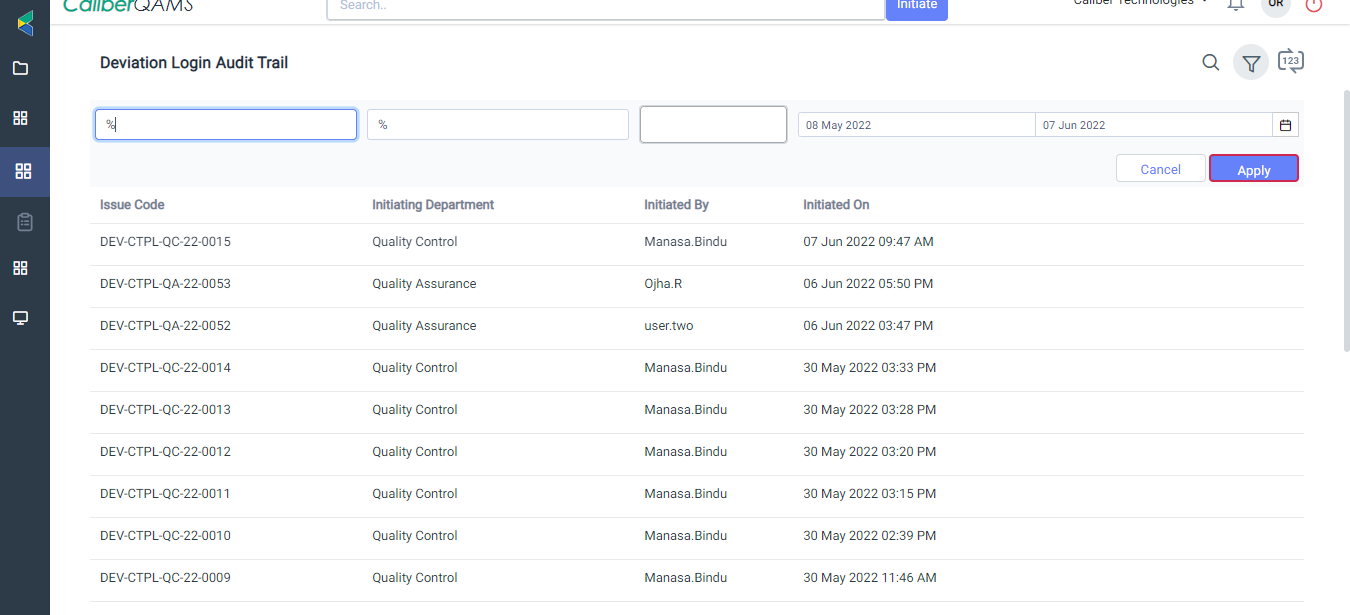 CaliberQAMS
Search..
Initiate
Caliber Technologies
OR
Deviation Login Audit Trail
123
%
%
08 May 2022
07 Jun 2022
Cancel
Apply
Issue Code Initiating Department Initiated By Initiated On
DEV-CTPL-QC-22-0015 Quality Control Manasa.Bindu 07 Jun 2022 09:47 AM
DEV-CTPL-QA-22-0053 Quality Assurance Ojha.R 06 Jun 2022 05:50 PM
DEV-CTPL-QA-22-0052 Quality Assurance user.two 06 Jun 2022 03:47 PM
DEV-CTPL-QC-22-0014 Quality Control Manasa.Bindu 30 May 2022 03:33 PM
DEV-CTPL-QC-22-0013 Quality Control Manasa.Bindu 30 May 2022 03:28 PM
DEV-CTPL-QC-22-0012 Quality Control Manasa.Bindu 30 May 2022 03:20 PM
DEV-CTPL-QC-22-0011 Quality Control Manasa.Bindu 30 May 2022 03:15 PM
DEV-CTPL-QC-22-0010 Quality Control Manasa.Bindu 30 May 2022 02:39 PM
DEV-CTPL-QC-22-0009 Quality Control Manasa.Bindu 30 May 2022 11:46 AM